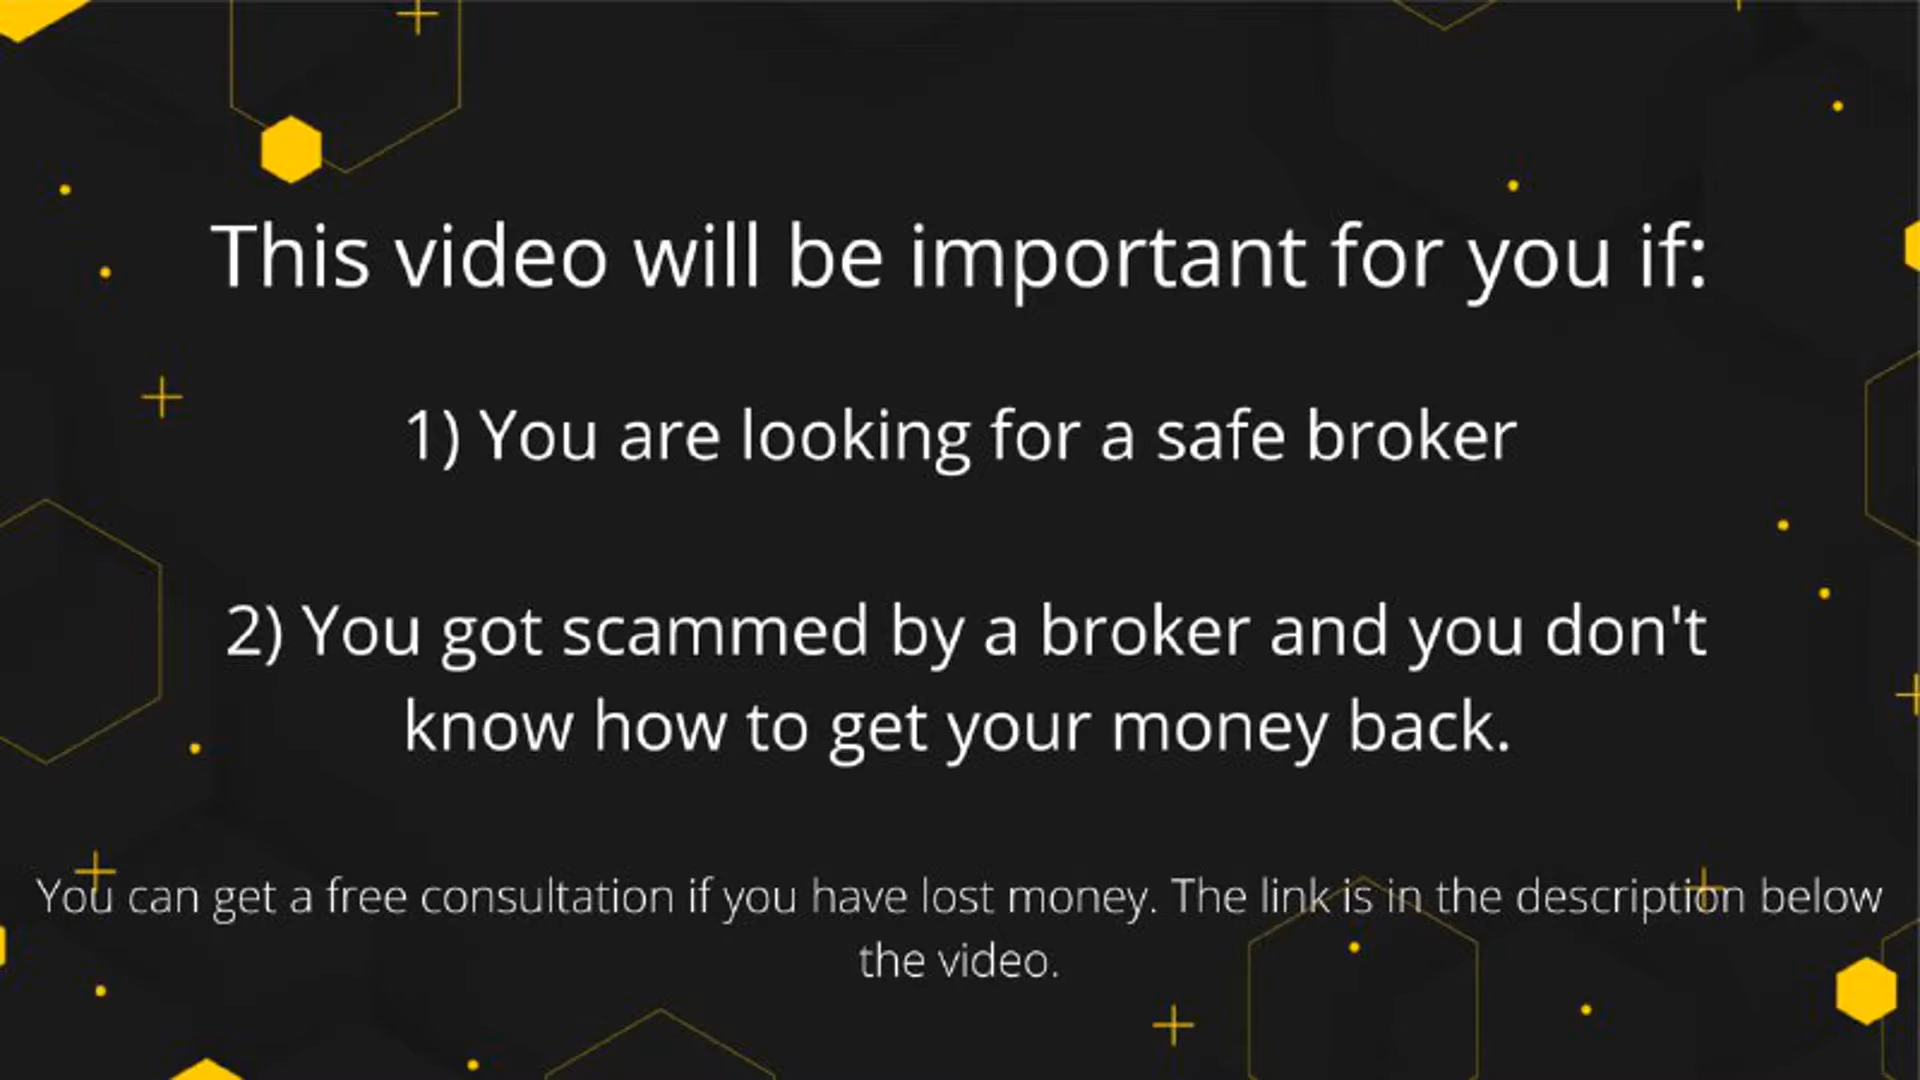 This video will be important for you if:
1) You are looking for a safe broker
2) You got scammed by a broker and you don't
know how to get your money back.
You can get a free consultation if you have lost money. The link is in the description below
the video.